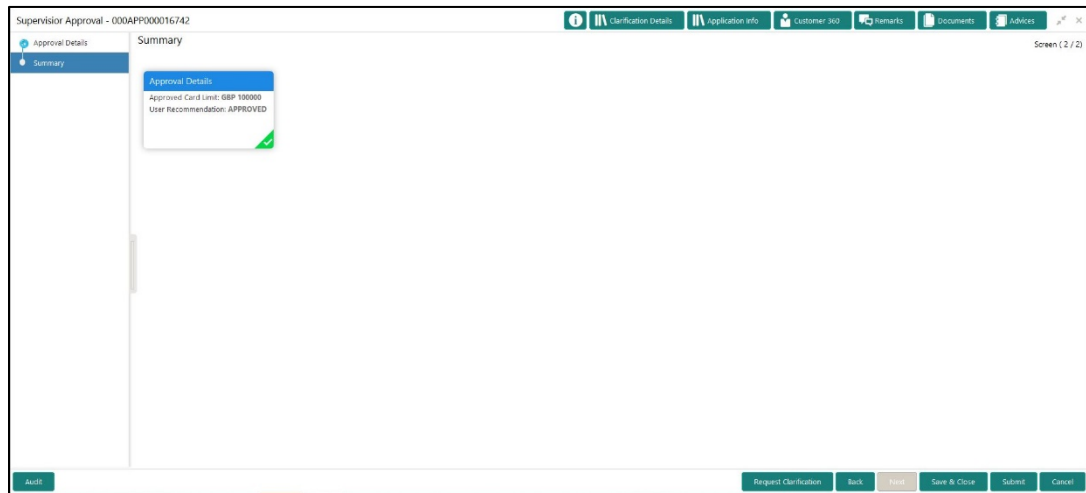 Supervisior Approval - 000APP000016742
Clarification Details
Application Info
Customer 360
Remarks
Documents
Advices
Approval Details
Summary
Summary
Screen ( 2 / 2)
Approval Details
Approved Card Limit: GBP 100000
User Recommendation: APPROVED
Audit
Request Clarification
Back
Next
Save & Close
Submit
Cancel